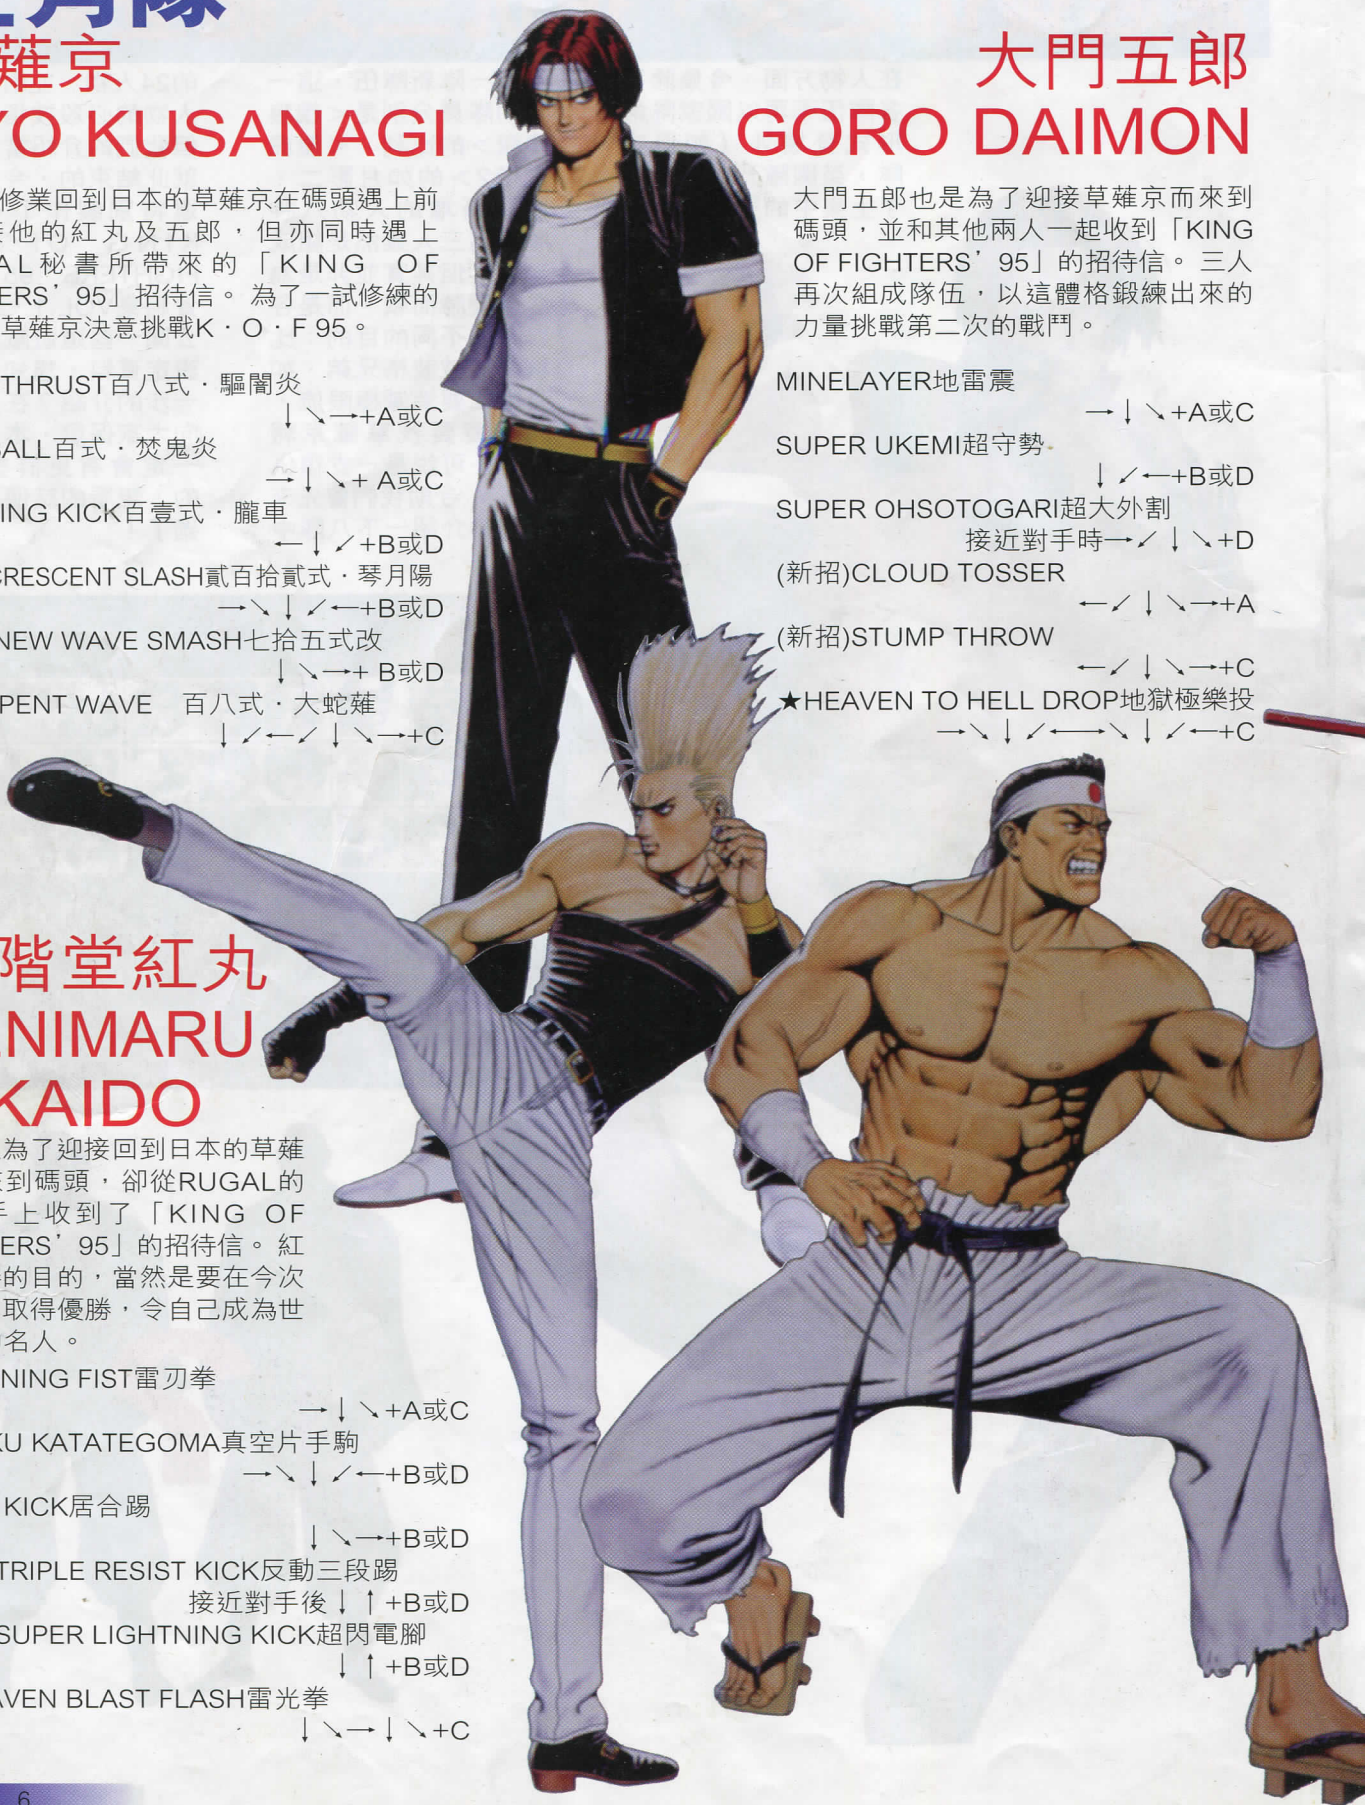 薙京
YO KUSANAGI
修業回到日本的草薙京在碼頭遇上前
接他的紅丸及五郎，但亦同時遇上
AL秘書所帶來的「KING OF
ERS’95」招待信。為了一試修練的
草薙京決意挑戰K．O．F 95。
THRUST百八式．驅闇炎
↓↘→+A或C
BALL百式．焚鬼炎
→↓↘+ A或C
ING KICK百壹式．朧車
←↓↙+B或D
CRESCENT SLASH貳百拾貳式．琴月陽
→↘↓↙←+B或D
NEW WAVE SMASH七拾五式改
↓↘→+ B或D
PENT WAVE 百八式．大蛇薙
↓↙←↙↓↘→+C
大門五郎
GORO DAIMON
大門五郎也是為了迎接草薙京而來到
碼頭，並和其他兩人一起收到「KING
OF FIGHTERS’95」的招待信。三人
再次組成隊伍，以這體格鍛練出來的
力量挑戰第二次的戰鬥。
MINELAYER地雷震
→↓↘+A或C
SUPER UKEMI超守勢
↓↙←+B或D
SUPER OHSOTOGARI超大外割
接近對手時→↙↓↘+D
(新招)CLOUD TOSSER
←↙↓↘→+A
(新招)STUMP THROW
←↙↓↘→+C
★HEAVEN TO HELL DROP地獄極樂投
→↘↓↙←→↘↓↙←+C
階堂紅丸
ENIMARU
KAIDO
為了迎接回到日本的草薙
來到碼頭，卻從RUGAL的
手上收到了「KING OF
ERS’95」的招待信。紅
的目的，當然是要在今次
取得優勝，令自己成為世
名人。
NING FIST雷刃拳
→↓↘+A或C
KU KATATEGOMA真空片手駒
→↘↓↙←+B或D
KICK居合踢
↓↘→+B或D
TRIPLE RESIST KICK反動三段踢
接近對手後↓↑+B或D
SUPER LIGHTNING KICK超閃電腳
↓↑+B或D
AVEN BLAST FLASH雷光拳
↓↘→↓↘+C
6